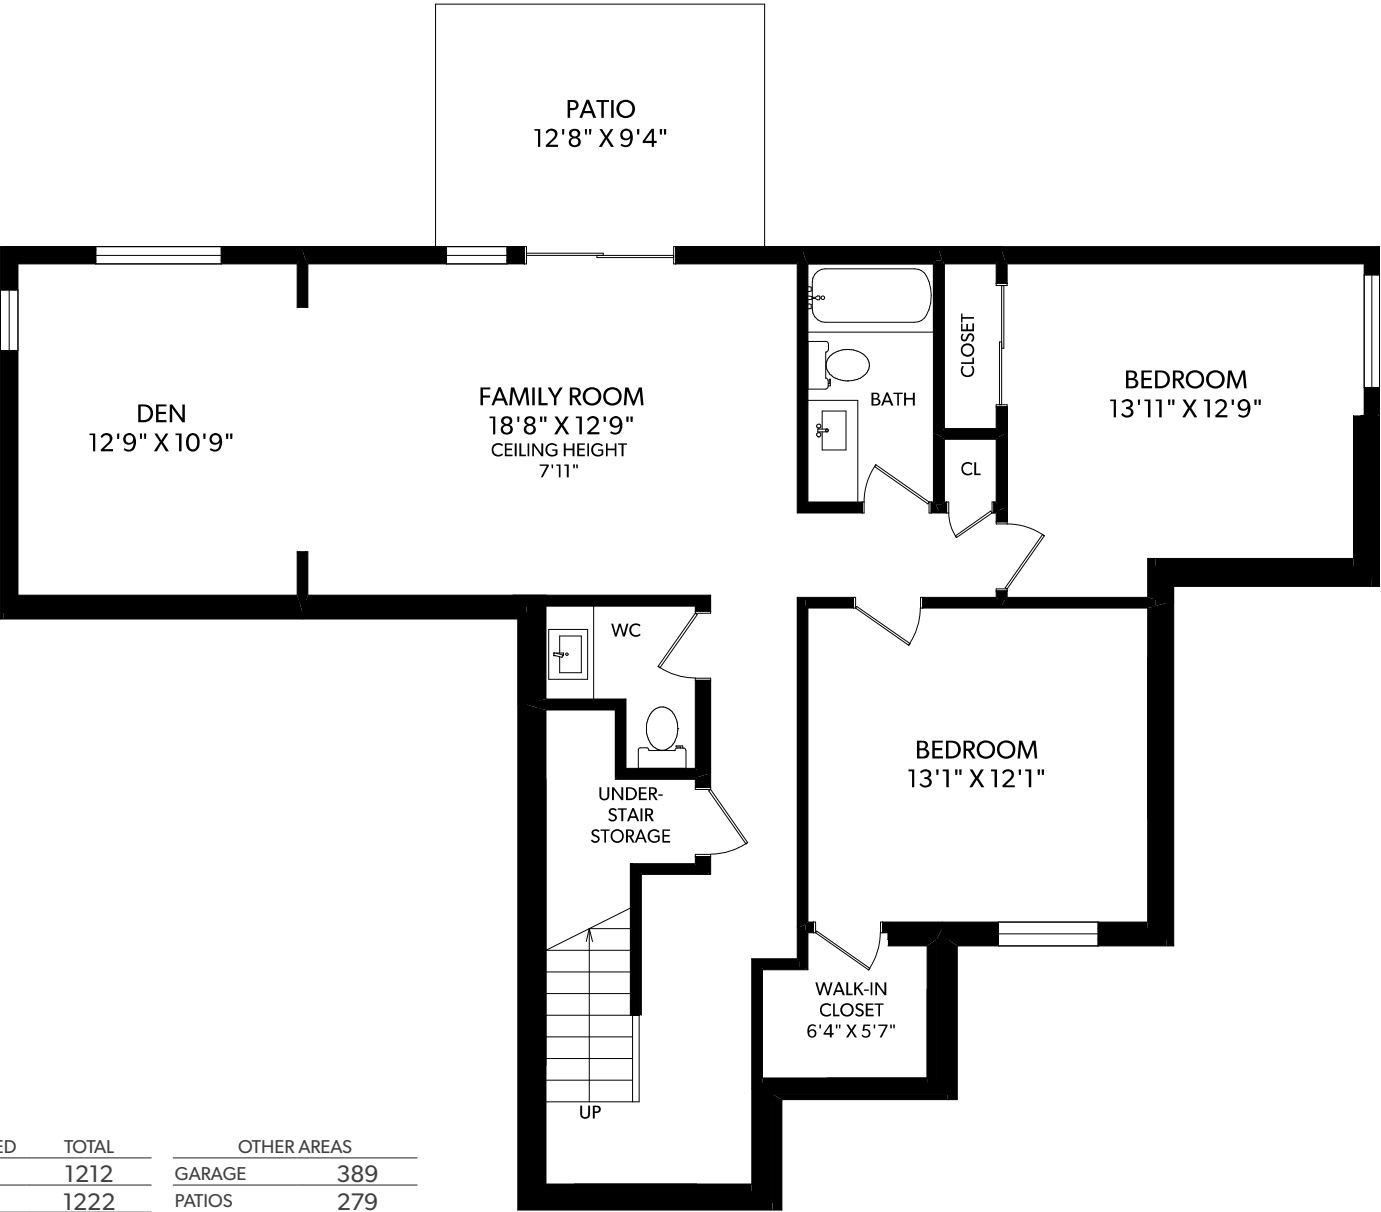 PATIO
12'8" X 9'4"
DEN
12'9" X 10'9"
FAMILY ROOM
18'8" X 12'9"
CEILING HEIGHT
7'11"
BATH
CLOSET
CL
BEDROOM
13'11" X 12'9"
WC
UNDER-
STAIR
STORAGE
BEDROOM
13'1" X 12'1"
WALK-IN
CLOSET
6'4" X 5'7"
UP
ED TOTAL
1212
1222
OTHER AREAS
GARAGE 389
PATIOS 279